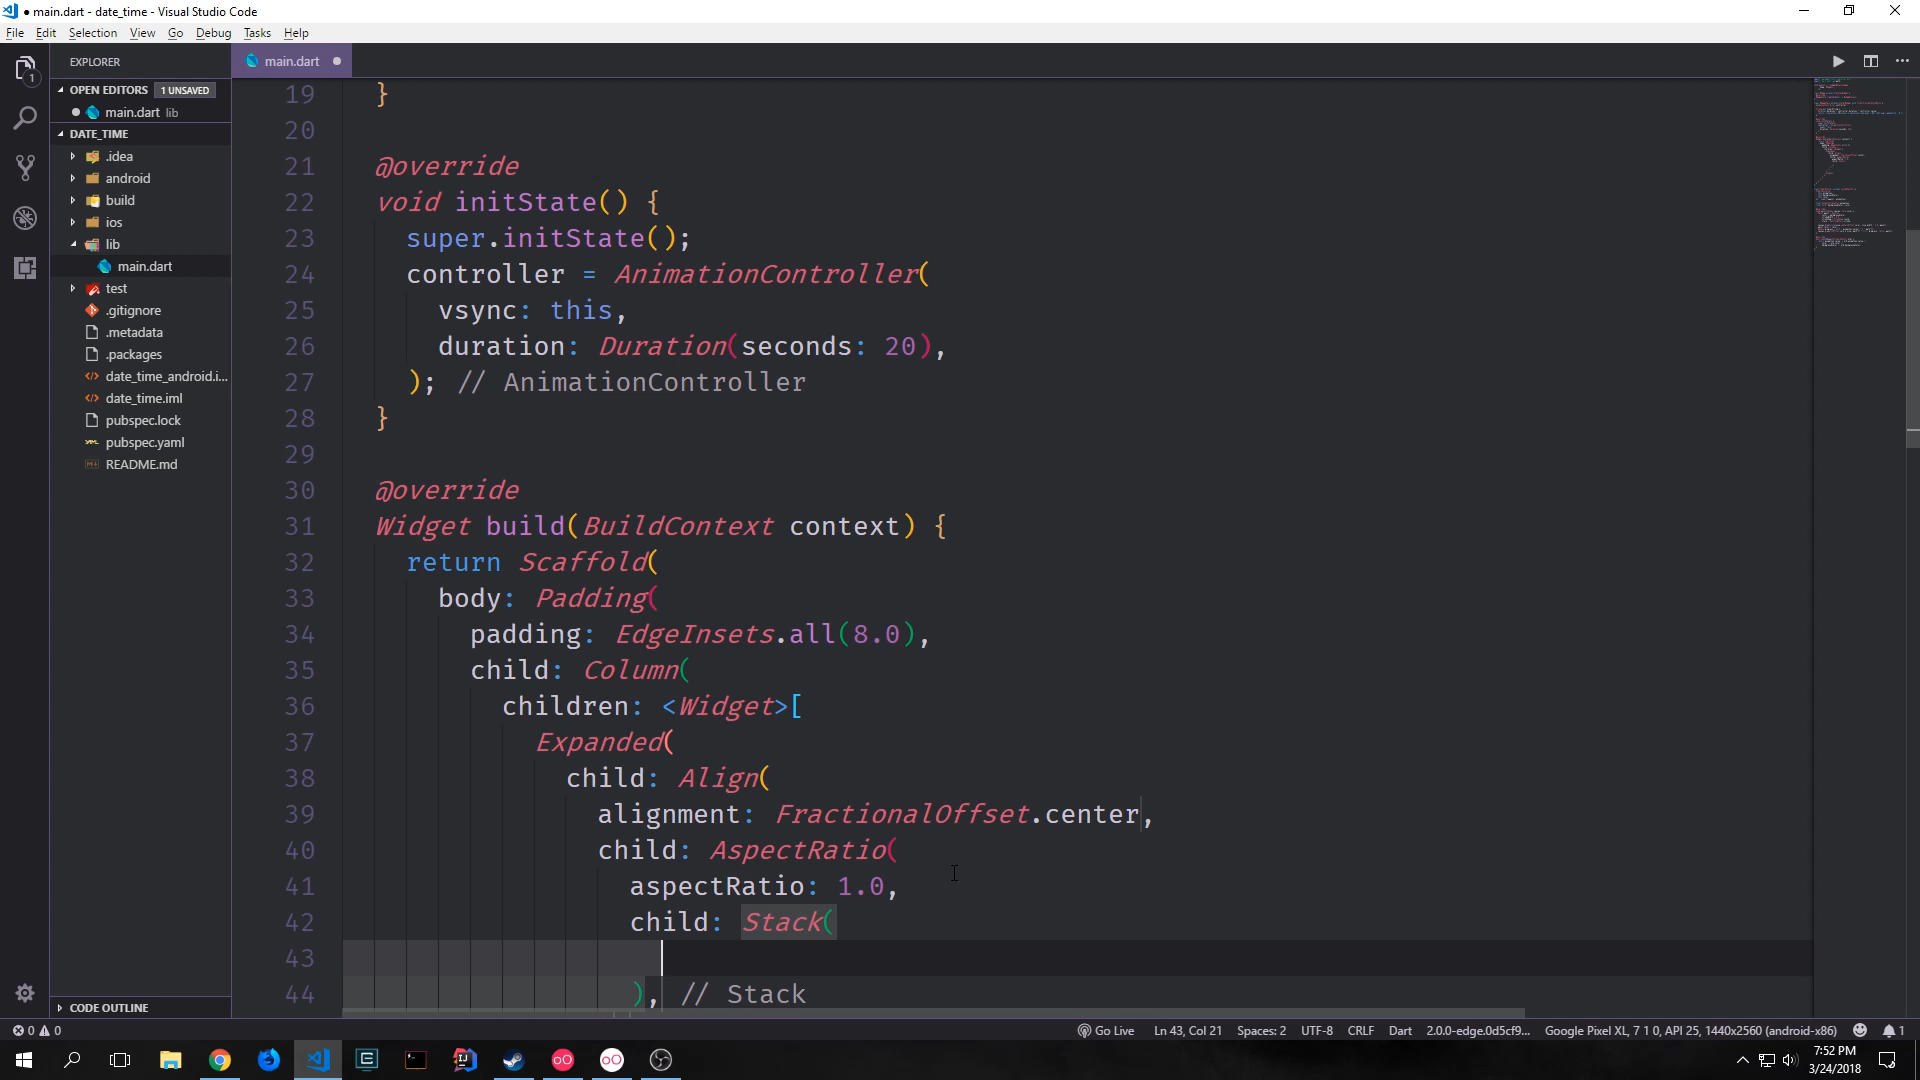 main.dart - date_time - Visual Studio Code
File Edit Selection View Go Debug Tasks Help
EXPLORER
OPEN EDITORS 1 UNSAVED
main.dart lib
DATE_TIME
.idea
android
build
ios
lib
main.dart
test
.gitignore
.metadata
.packages
date_time_android.i...
date_time.iml
pubspec.lock
pubspec.yaml
README.md
CODE OUTLINE
main.dart
19 }
20
21 @override
22 void initState() {
23 super.initState();
24 controller = AnimationController(
25 vsync: this,
26 duration: Duration(seconds: 20),
27 ); // AnimationController
28 }
29
30 @override
31 Widget build(BuildContext context) {
32 return Scaffold(
33 body: Padding(
34 padding: EdgeInsets.all(8.0),
35 child: Column(
36 children: <Widget>[
37 Expanded(
38 child: Align(
39 alignment: FractionalOffset.center,
40 child: AspectRatio(
41 aspectRatio: 1.0,
42 child: Stack(
43
44 ), // Stack
0 0 Go Live Ln 43, Col 21 Spaces: 2 UTF-8 CRLF Dart 2.0.0-edge.0d5cf9... Google Pixel XL, 7 1 0, API 25, 1440x2560 (android-x86) 1
7:52 PM
3/24/2018